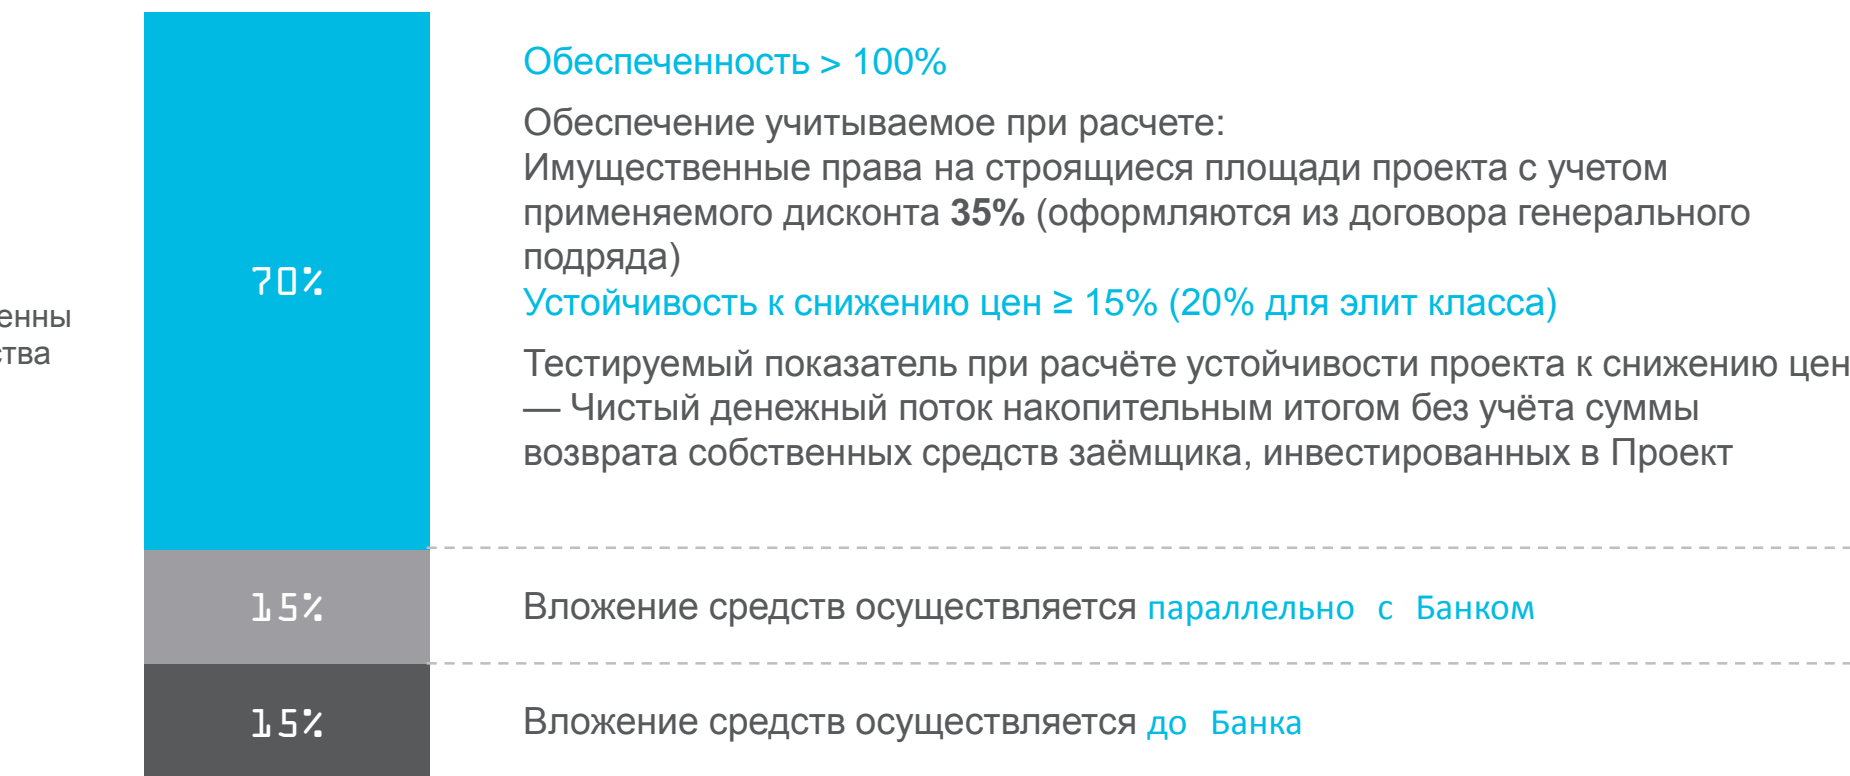 Обеспеченность > 100%
Обеспечение учитываемое при расчете:
Имущественные права на строящиеся площади проекта с учетом
применяемого дисконта 35% (оформляются из договора генерального
подряда)
70%
Устойчивость к снижению цен ≥ 15% (20% для элит класса)
енны
ства
Тестируемый показатель при расчёте устойчивости проекта к снижению цен
— Чистый денежный поток накопительным итогом без учёта суммы
возврата собственных средств заёмщика, инвестированных в Проект
15%
Вложение средств осуществляется параллельно с Банком
15%
Вложение средств осуществляется до Банка